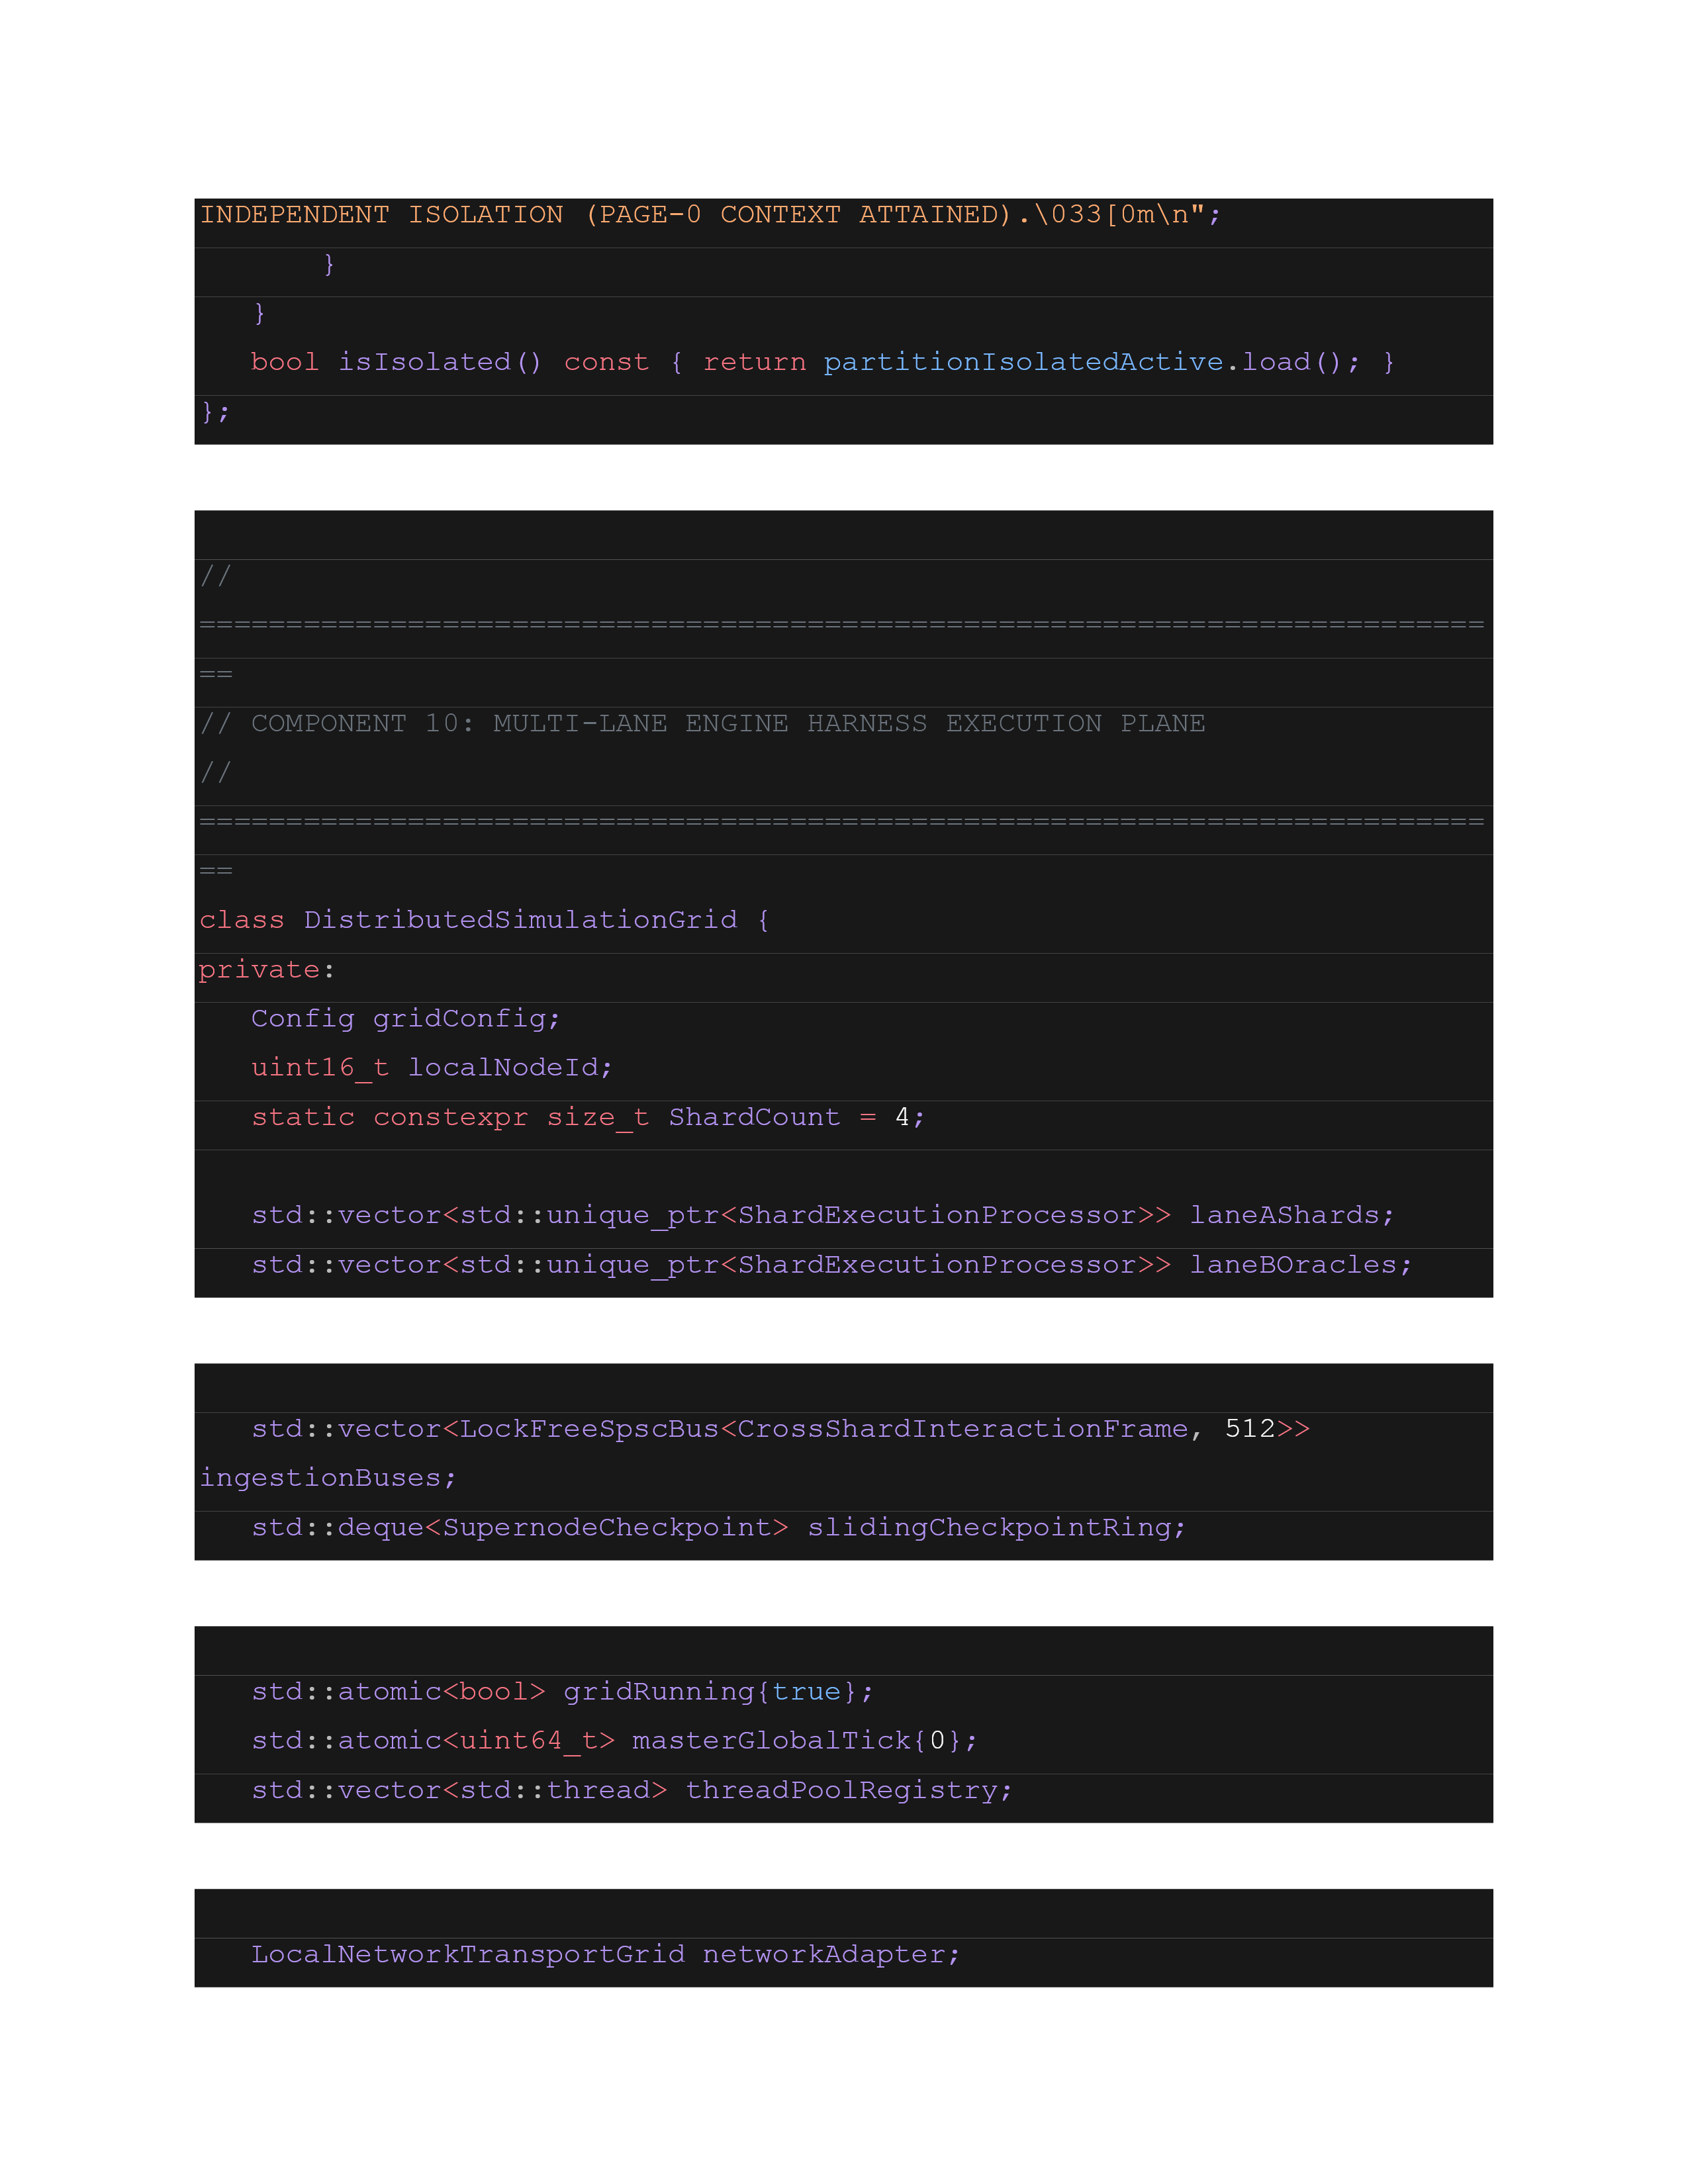 INDEPENDENT ISOLATION (PAGE-0 CONTEXT ATTAINED).\033[0m\n";
        }
    }
    bool isIsolated() const { return partitionIsolatedActive.load(); }
};
//
==========================================================================
==
// COMPONENT 10: MULTI-LANE ENGINE HARNESS EXECUTION PLANE
//
==========================================================================
==
class DistributedSimulationGrid {
private:
    Config gridConfig;
    uint16_t localNodeId;
    static constexpr size_t ShardCount = 4;
    std::vector<std::unique_ptr<ShardExecutionProcessor>> laneAShards;
    std::vector<std::unique_ptr<ShardExecutionProcessor>> laneBOracles;
    std::vector<LockFreeSpscBus<CrossShardInteractionFrame, 512>>
ingestionBuses;
    std::deque<SupernodeCheckpoint> slidingCheckpointRing;
    std::atomic<bool> gridRunning{true};
    std::atomic<uint64_t> masterGlobalTick{0};
    std::vector<std::thread> threadPoolRegistry;
    LocalNetworkTransportGrid networkAdapter;